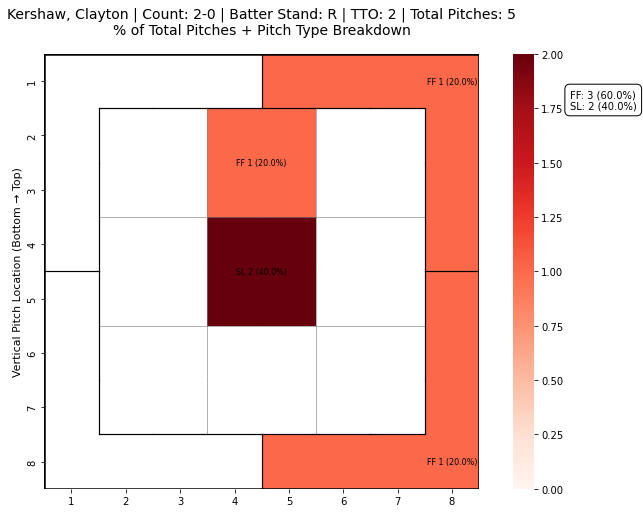 Kershaw, Clayton | Count: 2-0 | Batter Stand: R | TTO: 2 | Total Pitches: 5
% of Total Pitches + Pitch Type Breakdown
Vertical Pitch Location (Bottom → Top)
1
2
3
4
5
6
7
8
FF 1 (20.0%)
FF 1 (20.0%)
SL 2 (40.0%)
FF 1 (20.0%)
1 2 3 4 5 6 7 8
2.00
1.75
1.50
1.25
1.00
0.75
0.50
0.25
0.00
FF: 3 (60.0%)
SL: 2 (40.0%)